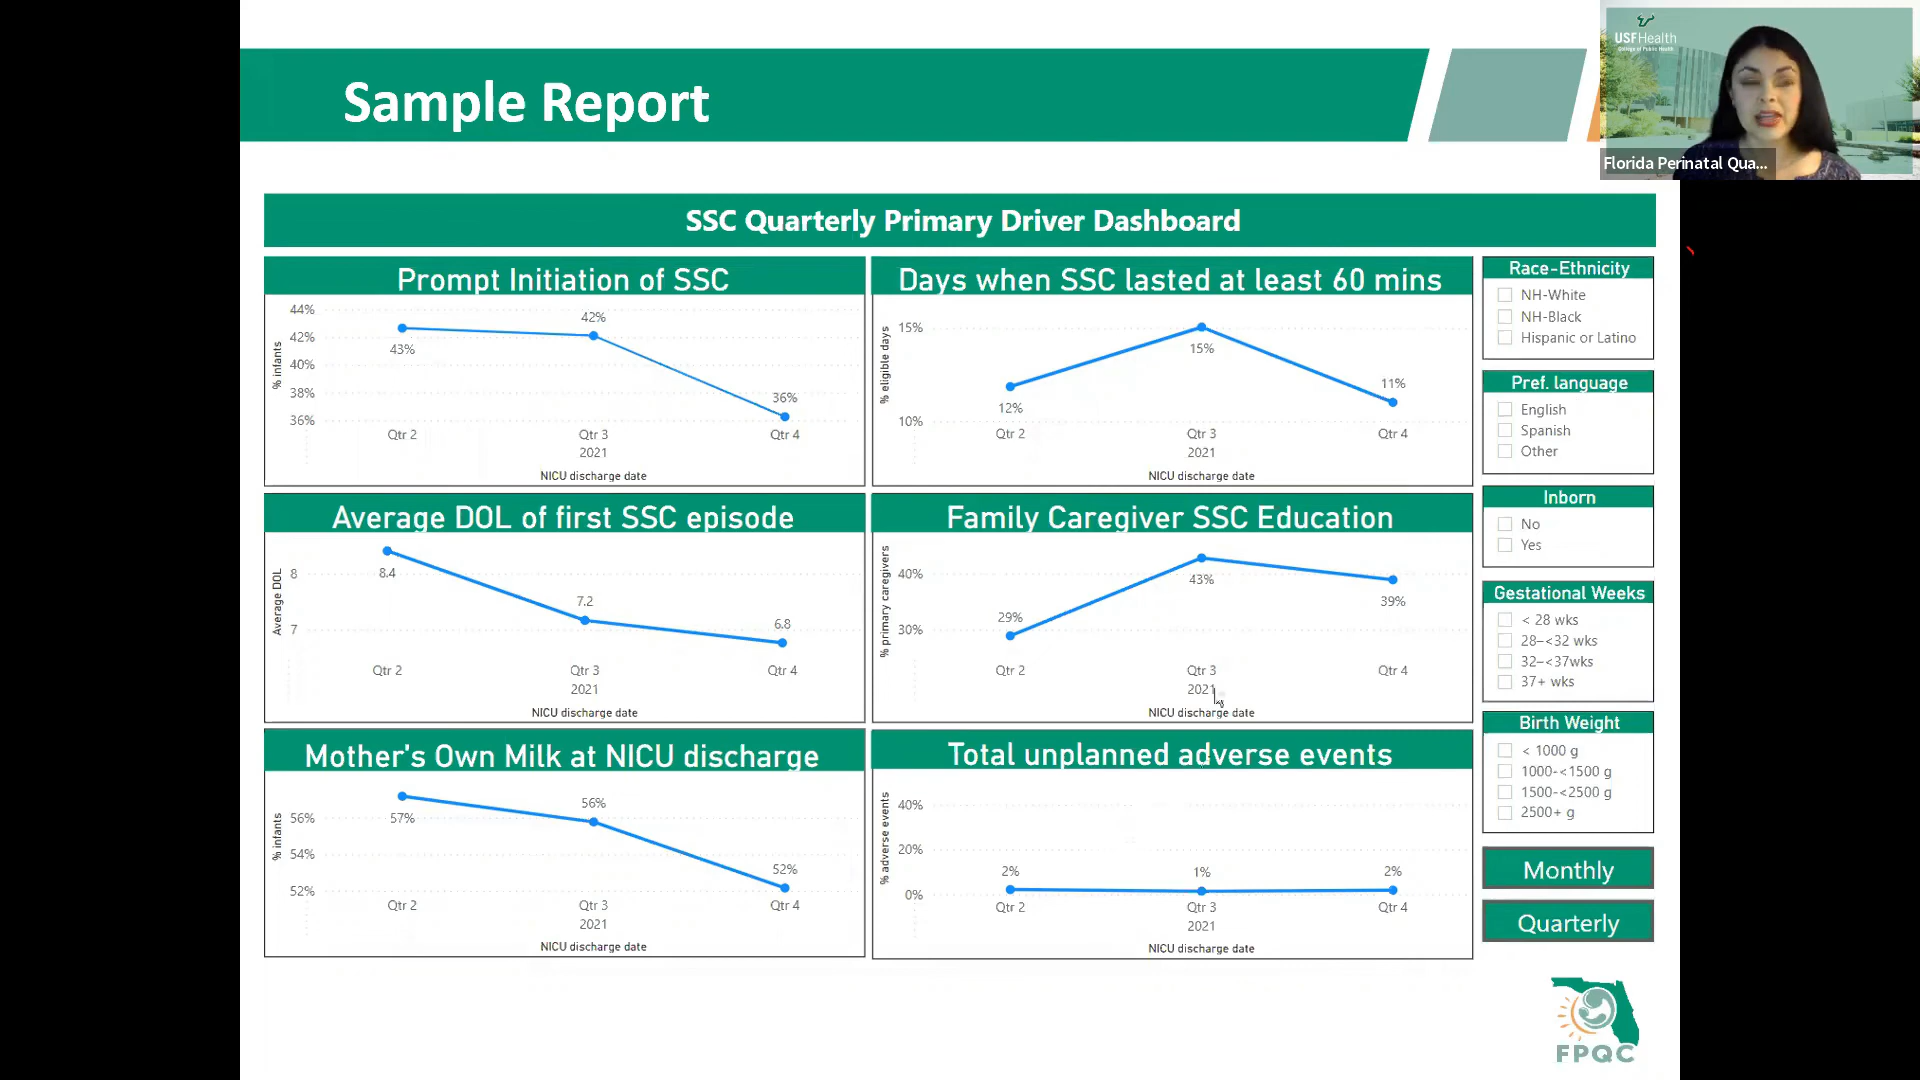 Sample Report
USFHealth
College of Public Health
Florida Perinatal Qua...
SSC Quarterly Primary Driver Dashboard
Prompt Initiation of SSC
% infants
44%
42%
40%
38%
36%
43%
42%
36%
Qtr 2
Qtr 3
Qtr 4
2021
NICU discharge date
Days when SSC lasted at least 60 mins
% eligible days
15%
10%
12%
15%
11%
Qtr 2
Qtr 3
Qtr 4
2021
NICU discharge date
Average DOL of first SSC episode
Average DOL
8
7
8.4
7.2
6.8
Qtr 2
Qtr 3
Qtr 4
2021
NICU discharge date
Family Caregiver SSC Education
% primary caregivers
40%
30%
29%
43%
39%
Qtr 2
Qtr 3
Qtr 4
2021
NICU discharge date
Mother's Own Milk at NICU discharge
% infants
56%
54%
52%
57%
56%
52%
Qtr 2
Qtr 3
Qtr 4
2021
NICU discharge date
Total unplanned adverse events
% adverse events
40%
20%
0%
2%
1%
2%
Qtr 2
Qtr 3
Qtr 4
2021
NICU discharge date
Race-Ethnicity
NH-White
NH-Black
Hispanic or Latino
Pref. language
English
Spanish
Other
Inborn
No
Yes
Gestational Weeks
< 28 wks
28-<32 wks
32-<37wks
37+ wks
Birth Weight
< 1000 g
1000-<1500 g
1500-<2500 g
2500+ g
Monthly
Quarterly
FPQC